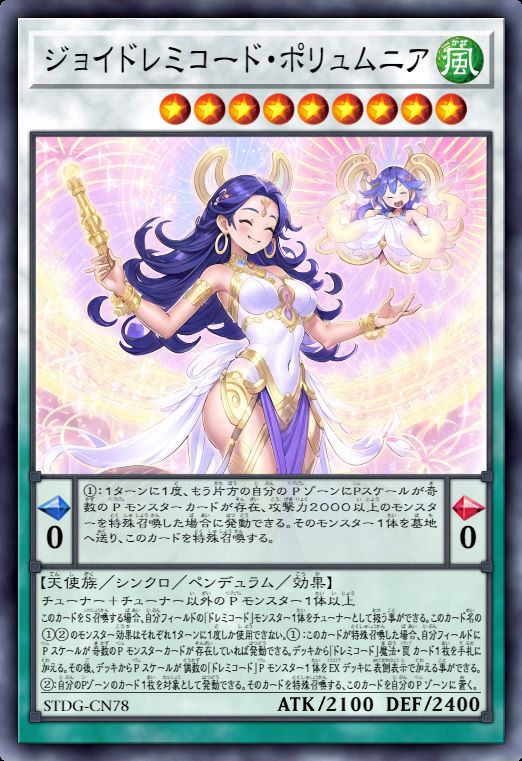 ジョイドレミコード・ポリュムニア
風
①：1ターンに1度、もう片方の自分のＰゾーンにＰスケールが奇
数のＰモンスターカードが存在、攻撃力2000以上のモンス
ターを特殊召喚した場合に発動できる。そのモンスター1体を墓地
へ送り、このカードを特殊召喚する。
0
0
【天使族／シンクロ／ペンデュラム／効果】
チューナー＋チューナー以外のＰモンスター1体以上
このカードをＳ召喚する場合、自分フィールドの「ドレミコード」モンスター1体をチューナーとして扱う事ができる。このカード名の
①②のモンスター効果はそれぞれ1ターンに1度しか使用できない。①：このカードが特殊召喚した場合、自分フィールドに
Ｐスケールが奇数のＰモンスターカードが存在していれば発動できる。デッキから「ドレミコード」魔法・罠カード1枚を手札に
加える。その後、デッキからＰスケールが偶数の「ドレミコード」Ｐモンスター1体をEXデッキに表側表示で加える事ができる。
②：自分のＰゾーンのカード1枚を対象として発動できる。そのカードを特殊召喚する、このカードを自分のＰゾーンに置く。
STDG-CN78
ATK/2100 DEF/2400